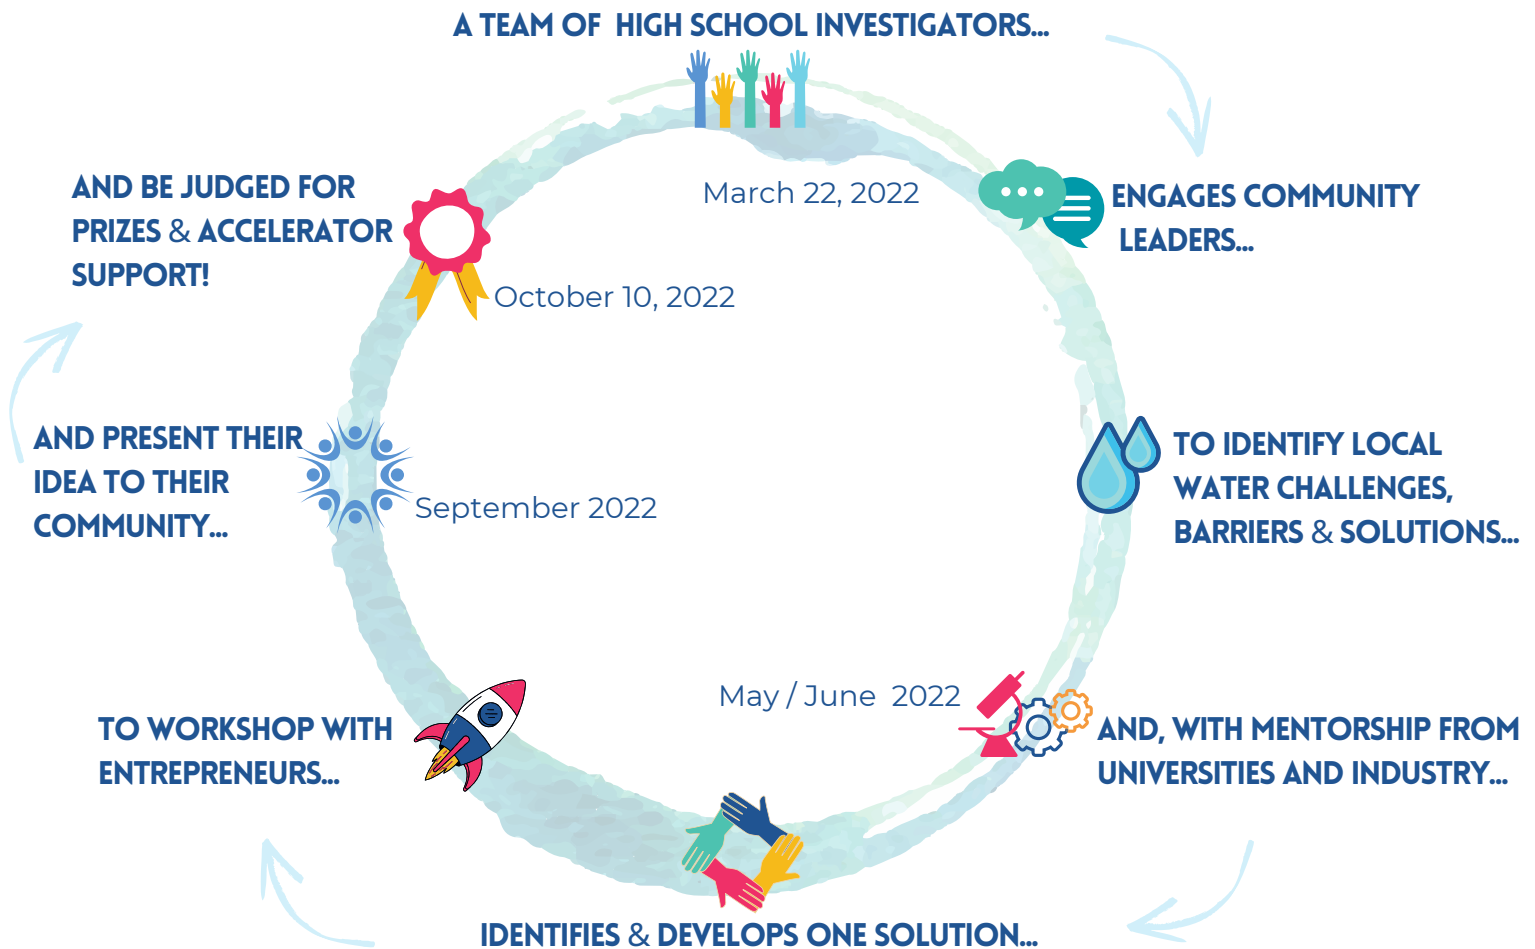 A TEAM OF HIGH SCHOOL INVESTIGATORS...
March 22, 2022
ENGAGES COMMUNITY
LEADERS...
TO IDENTIFY LOCAL
WATER CHALLENGES,
BARRIERS & SOLUTIONS...
May / June 2022
AND, WITH MENTORSHIP FROM
UNIVERSITIES AND INDUSTRY...
IDENTIFIES & DEVELOPS ONE SOLUTION...
TO WORKSHOP WITH
ENTREPRENEURS...
AND PRESENT THEIR
IDEA TO THEIR
COMMUNITY...
September 2022
AND BE JUDGED FOR
PRIZES & ACCELERATOR
SUPPORT!
October 10, 2022